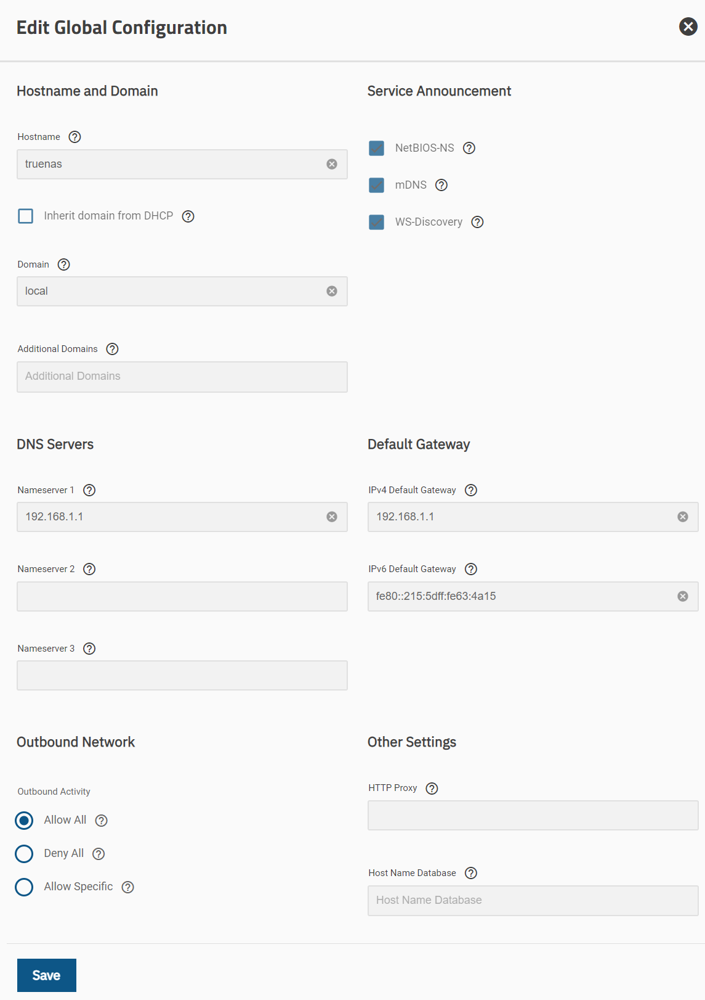 Edit Global Configuration
Hostname and Domain
Hostname
truenas
Inherit domain from DHCP
Domain
local
Additional Domains
Additional Domains
Service Announcement
NetBIOS-NS
mDNS
WS-Discovery
DNS Servers
Nameserver 1
192.168.1.1
Nameserver 2
Nameserver 3
Default Gateway
IPv4 Default Gateway
192.168.1.1
IPv6 Default Gateway
fe80::215:5dff:fe63:4a15
Outbound Network
Outbound Activity
Allow All
Deny All
Allow Specific
Other Settings
HTTP Proxy
Host Name Database
Host Name Database
Save